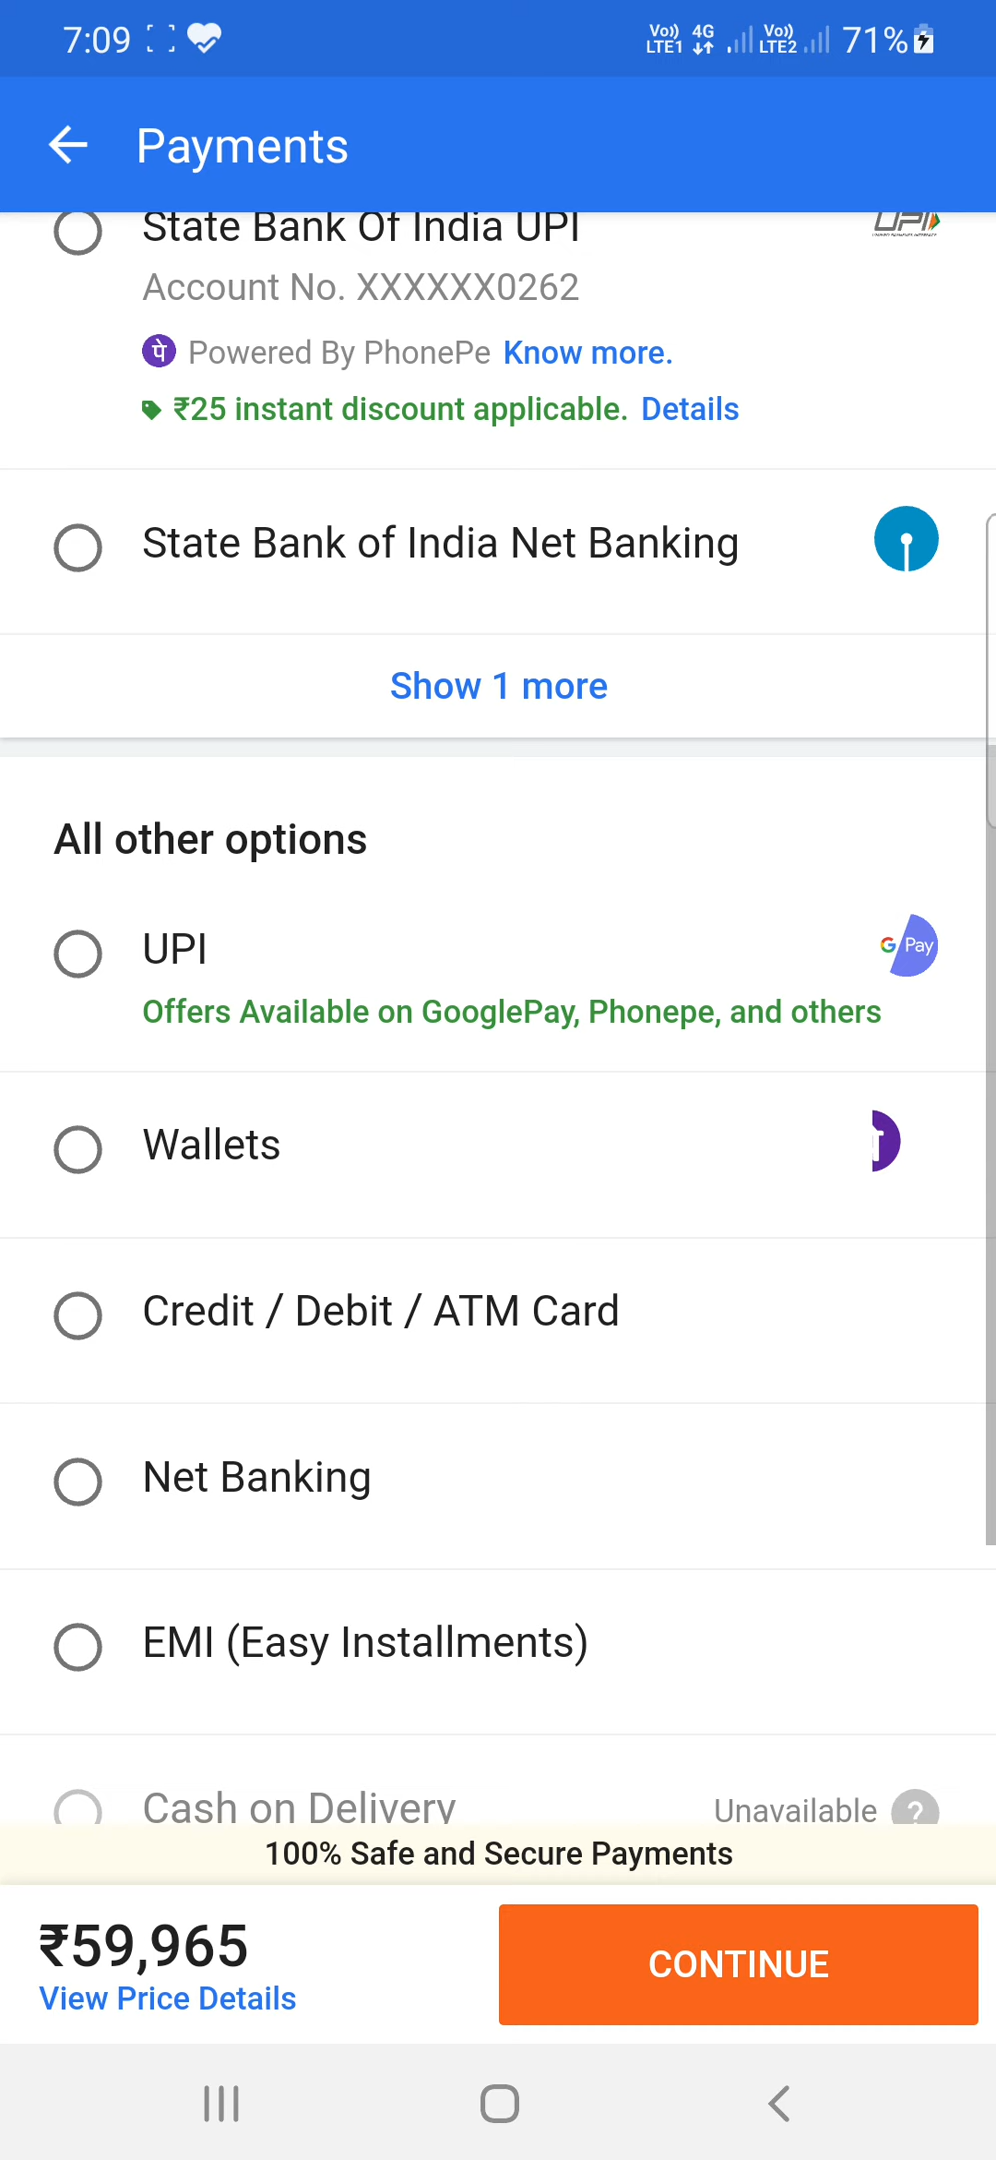 7:09
Vo)) 4G Vo)) 71%
LTE1 LTE2
Payments
State Bank Of India UPI
UPI
Account No. XXXXXX0262
पे Powered By PhonePe Know more.
₹25 instant discount applicable. Details
State Bank of India Net Banking
Show 1 more
All other options
UPI
G Pay
Offers Available on GooglePay, Phonepe, and others
Wallets
Credit / Debit / ATM Card
Net Banking
EMI (Easy Installments)
Cash on Delivery Unavailable ?
100% Safe and Secure Payments
₹59,965
CONTINUE
View Price Details